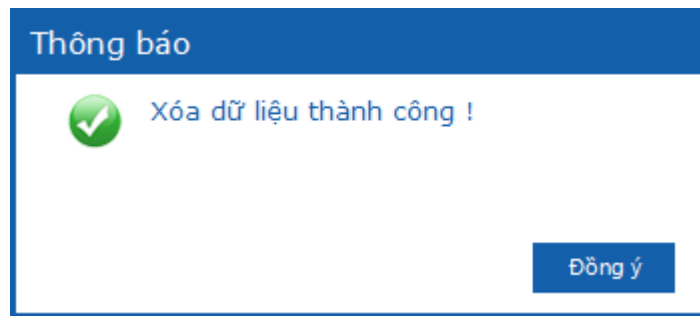 Thông báo
Xóa dữ liệu thành công !
Đồng ý